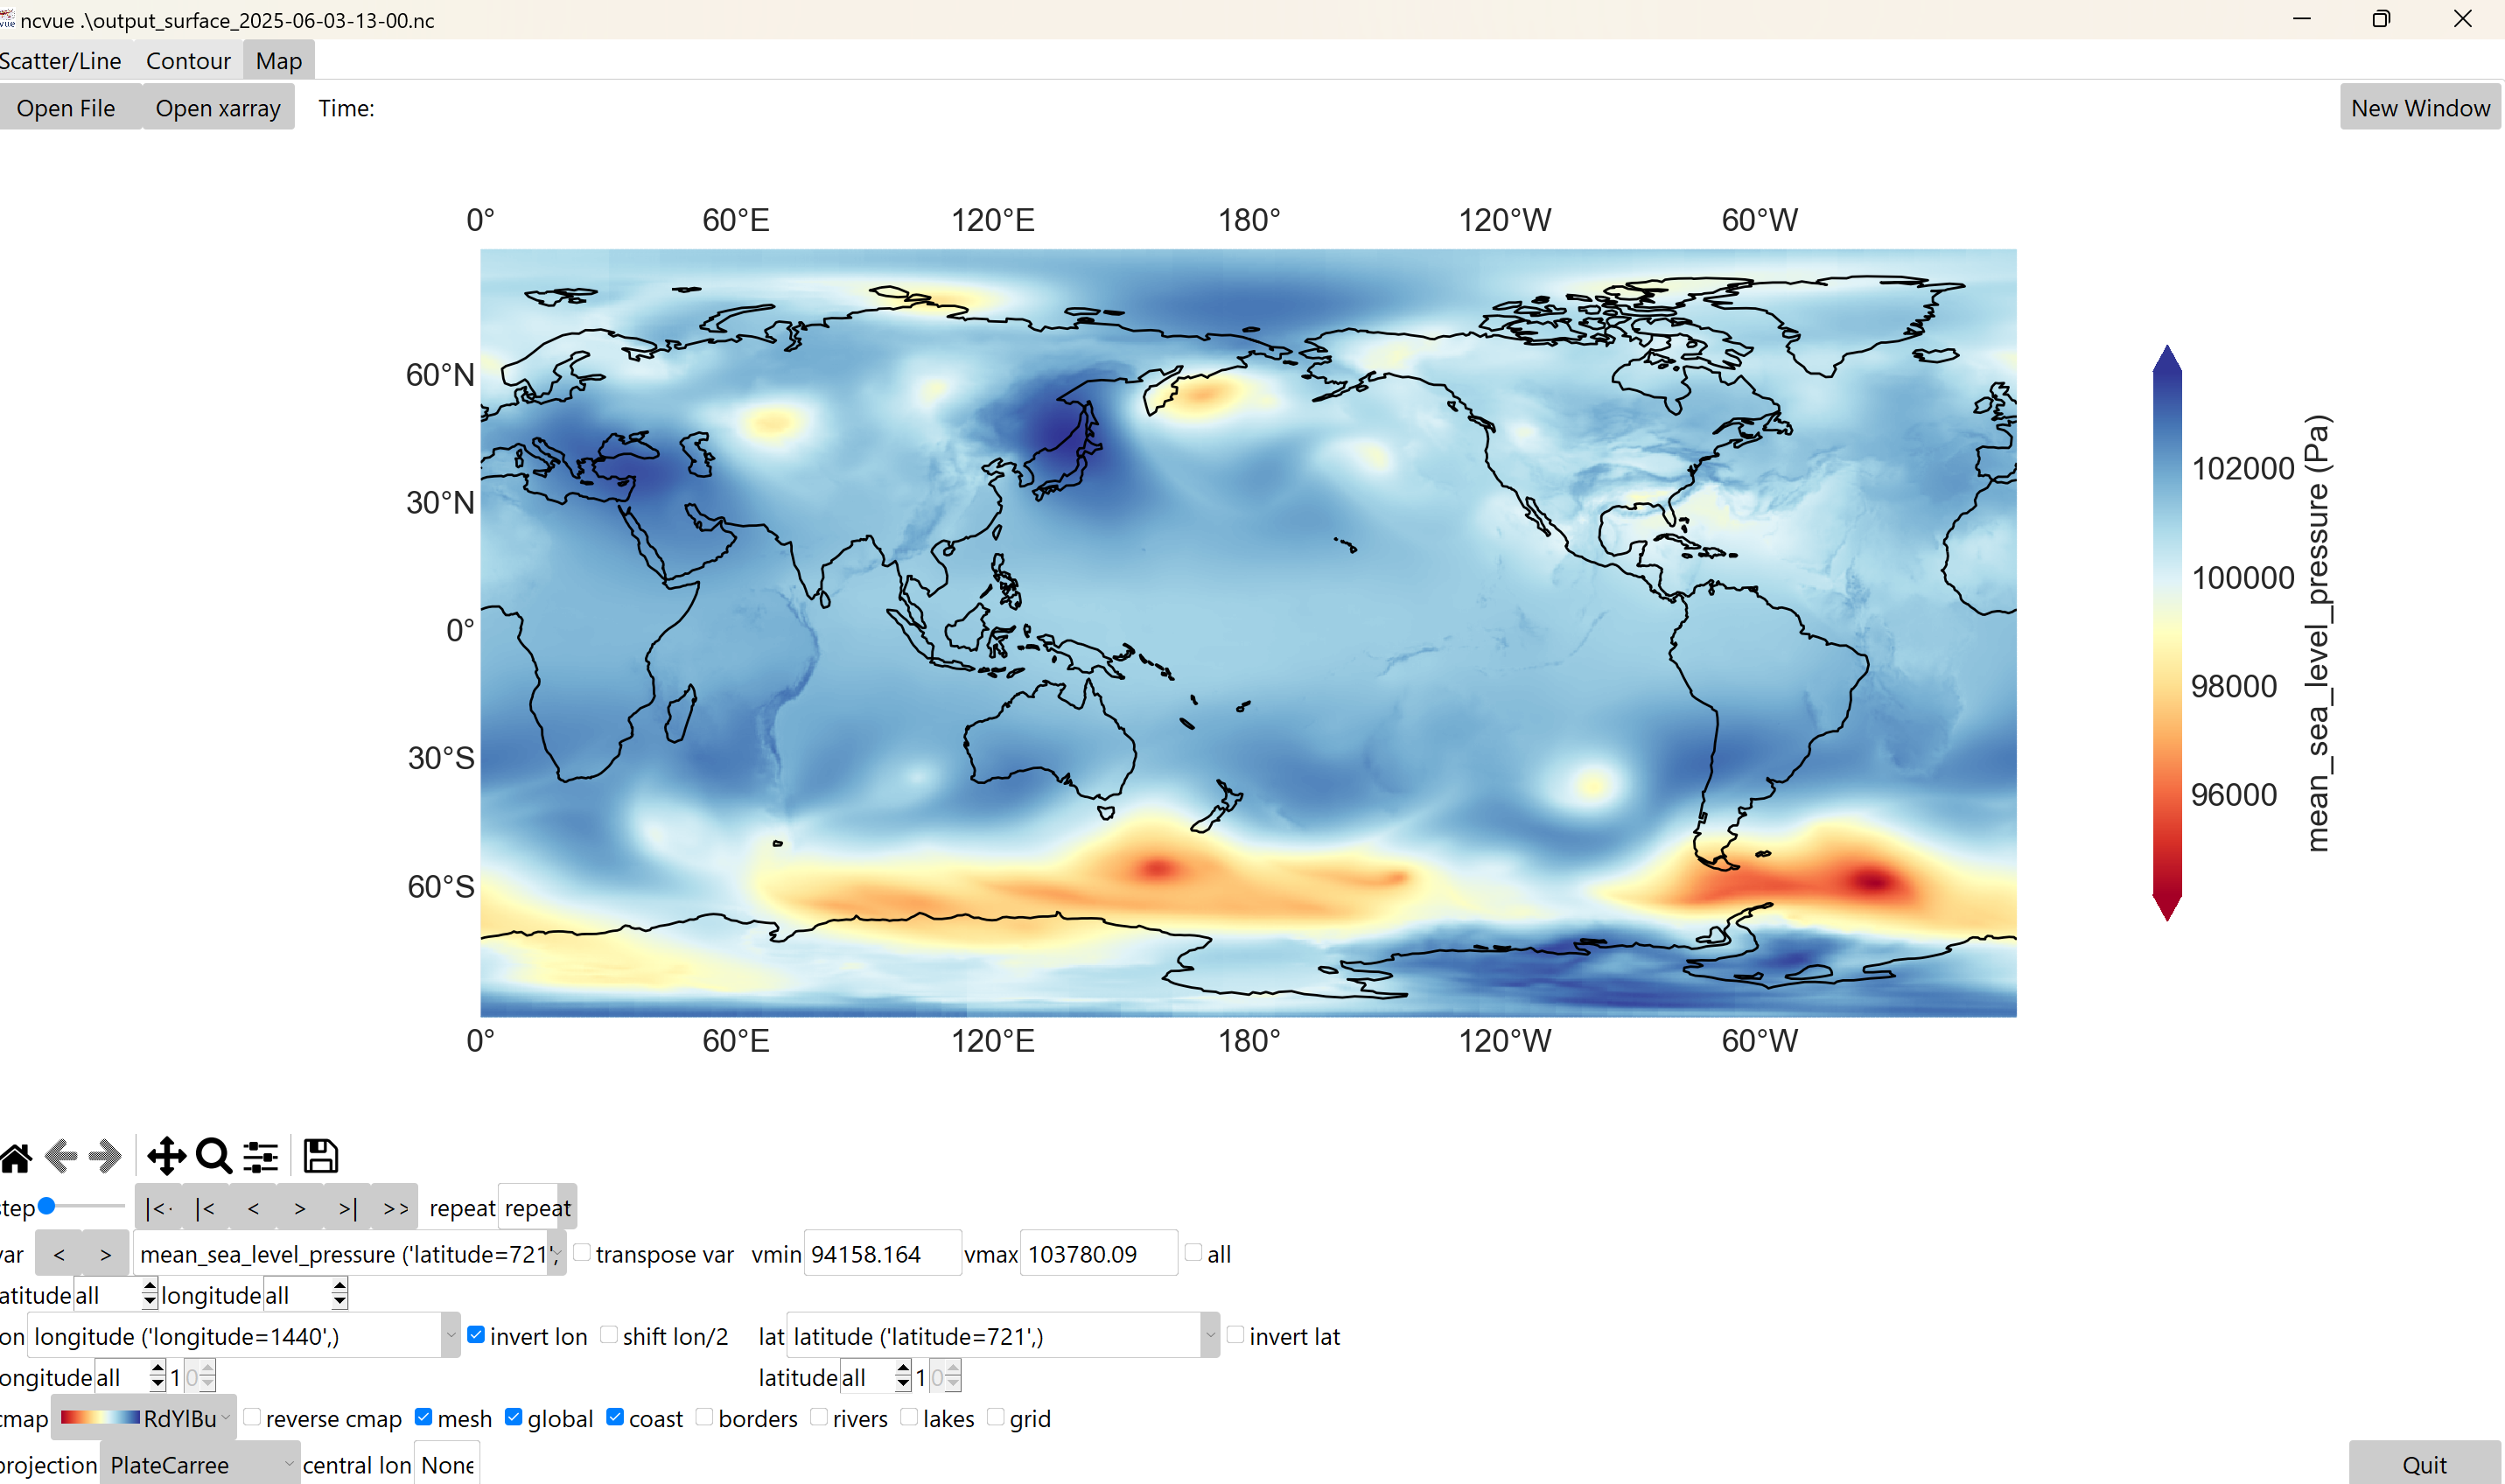 ncvue .\output_surface_2025-06-03-13-00.nc
Scatter/Line Contour Map
Open File Open xarray Time: New Window
0° 60°E 120°E 180° 120°W 60°W
60°N
30°N
0°
30°S
60°S
0° 60°E 120°E 180° 120°W 60°W
102000
100000
98000
96000
mean_sea_level_pressure (Pa)
step |<· |< < > >| >> repeat repeat
var < > mean_sea_level_pressure ('latitude=721', transpose var vmin 94158.164 vmax 103780.09 all
atitude all longitude all
on longitude ('longitude=1440',) invert lon shift lon/2 lat latitude ('latitude=721',) invert lat
ongitude all 1 0 latitude all 1 0
cmap RdYlBu reverse cmap mesh global coast borders rivers lakes grid
projection PlateCarree central lon None Quit